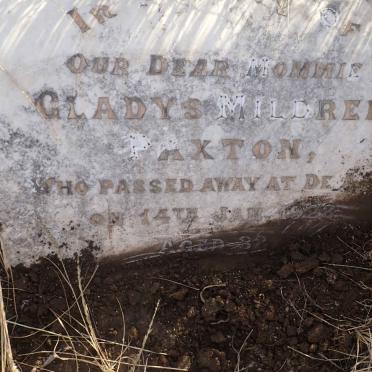 IN
OUR DEAR MOMMIE
GLADYS MILDRED
PAXTON,
WHO PASSED AWAY AT
ON 14TH JAN.
AGED